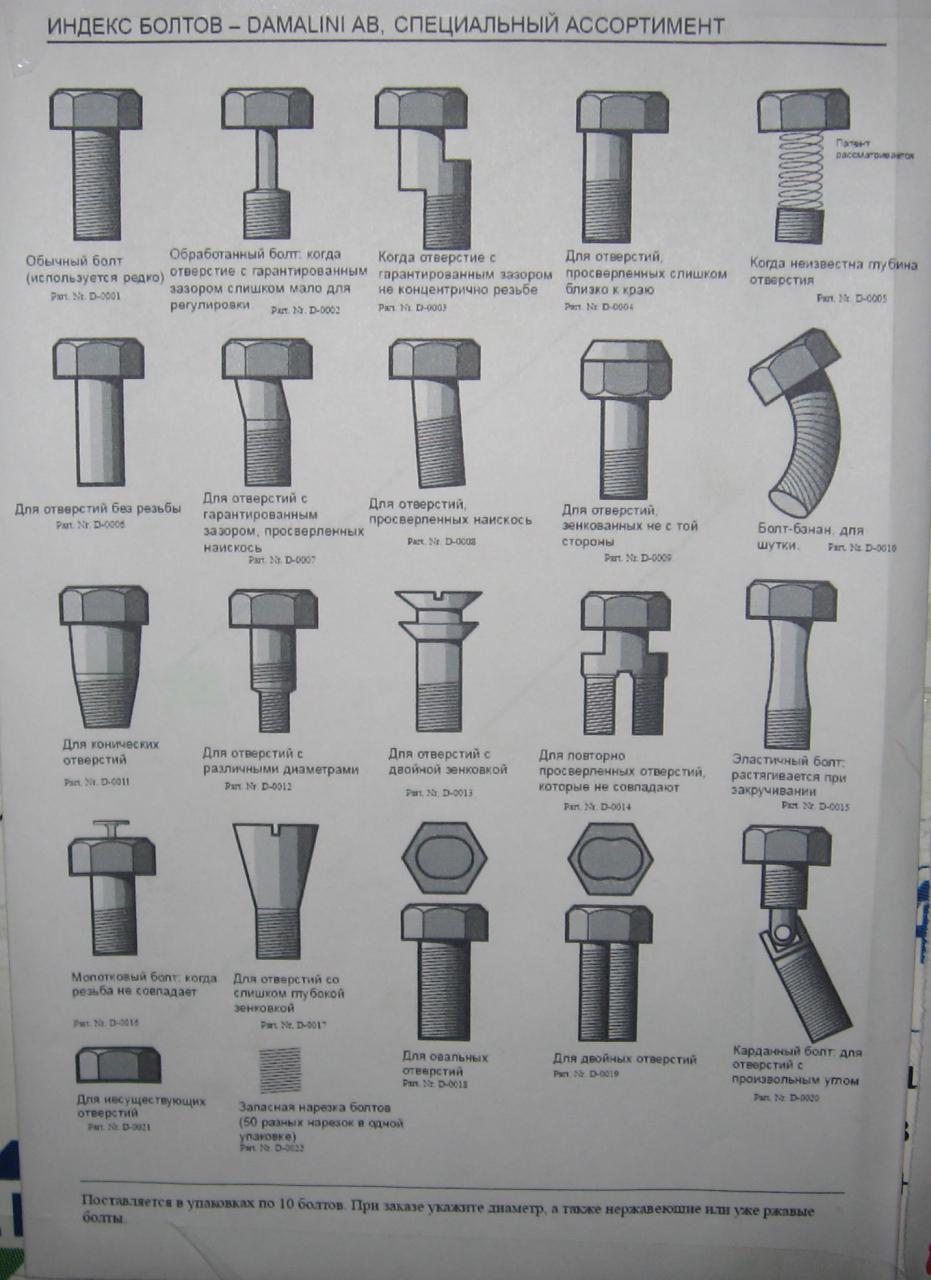 ИНДЕКС БОЛТОВ – DAMALINI AB, СПЕЦИАЛЬНЫЙ АССОРТИМЕНТ
Обычный болт
(используется редко)
Part. Nr. D-0001
Обработанный болт: когда
отверстие с гарантированным
зазором слишком мало для
регулировки
Part. Nr. D-0002
Когда отверстие с
гарантированным зазором
не концентрично резьбе
Part. Nr. D-0003
Для отверстий,
просверленных слишком
близко к краю
Part. Nr. D-0004
Патент
рассматривается
Когда неизвестна глубина
отверстия
Part. Nr. D-0005
Для отверстий без резьбы
Part. Nr. D-0006
Для отверстий с
гарантированным
зазором, просверленных
наискось
Part. Nr. D-0007
Для отверстий,
просверленных наискось
Part. Nr. D-0008
Для отверстий,
зенкованных не с той
стороны
Part. Nr. D-0009
Болт-банан, для
шутки.
Part. Nr. D-0010
Для конических
отверстий
Part. Nr. D-0011
Для отверстий с
различными диаметрами
Part. Nr. D-0012
Для отверстий с
двойной зенковкой
Part. Nr. D-0013
Для повторно
просверленных отверстий,
которые не совпадают
Part. Nr. D-0014
Эластичный болт:
растягивается при
закручивании
Part. Nr. D-0015
Молотковый болт: когда
резьба не совпадает
Part. Nr. D-0016
Для отверстий со
слишком глубокой
зенковкой
Part. Nr. D-0017
Для овальных
отверстий
Part. Nr. D-0018
Для двойных отверстий
Part. Nr. D-0019
Карданный болт: для
отверстий с
произвольным углом
Part. Nr. D-0020
Для несуществующих
отверстий
Part. Nr. D-0021
Запасная нарезка болтов
(50 разных нарезок в одной
упаковке)
Part. Nr. D-0022
Поставляется в упаковках по 10 болтов. При заказе укажите диаметр, а также нержавеющие или уже ржавые
болты.